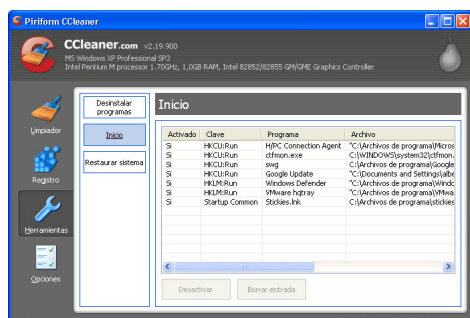 Piriform CCleaner
CCleaner.com v2.19.900
MS Windows XP Professional SP3
Intel Pentium M processor 1.70GHz, 1,0GB RAM, Intel 82852/82855 GM/GME Graphics Controller
Limpiador
Registro
Herramientas
Opciones
Desinstalar programas
Inicio
Restaurar sistema
Inicio
Activado Clave Programa Archivo
Si HKCU:Run H/PC Connection Agent "C:\Archivos de programa\Micros
Si HKCU:Run ctfmon.exe C:\WINDOWS\system32\ctfmon.
Si HKCU:Run swg C:\Archivos de programa\Google
Si HKCU:Run Google Update "C:\Documents and Settings\albe
Si HKLM:Run Windows Defender "C:\Archivos de programa\Windo
Si HKLM:Run VMware hqtray "C:\Archivos de programa\VMwa
Si Startup Common Stickies.lnk C:\Archivos de programa\stickies
Desactivar Borrar entrada